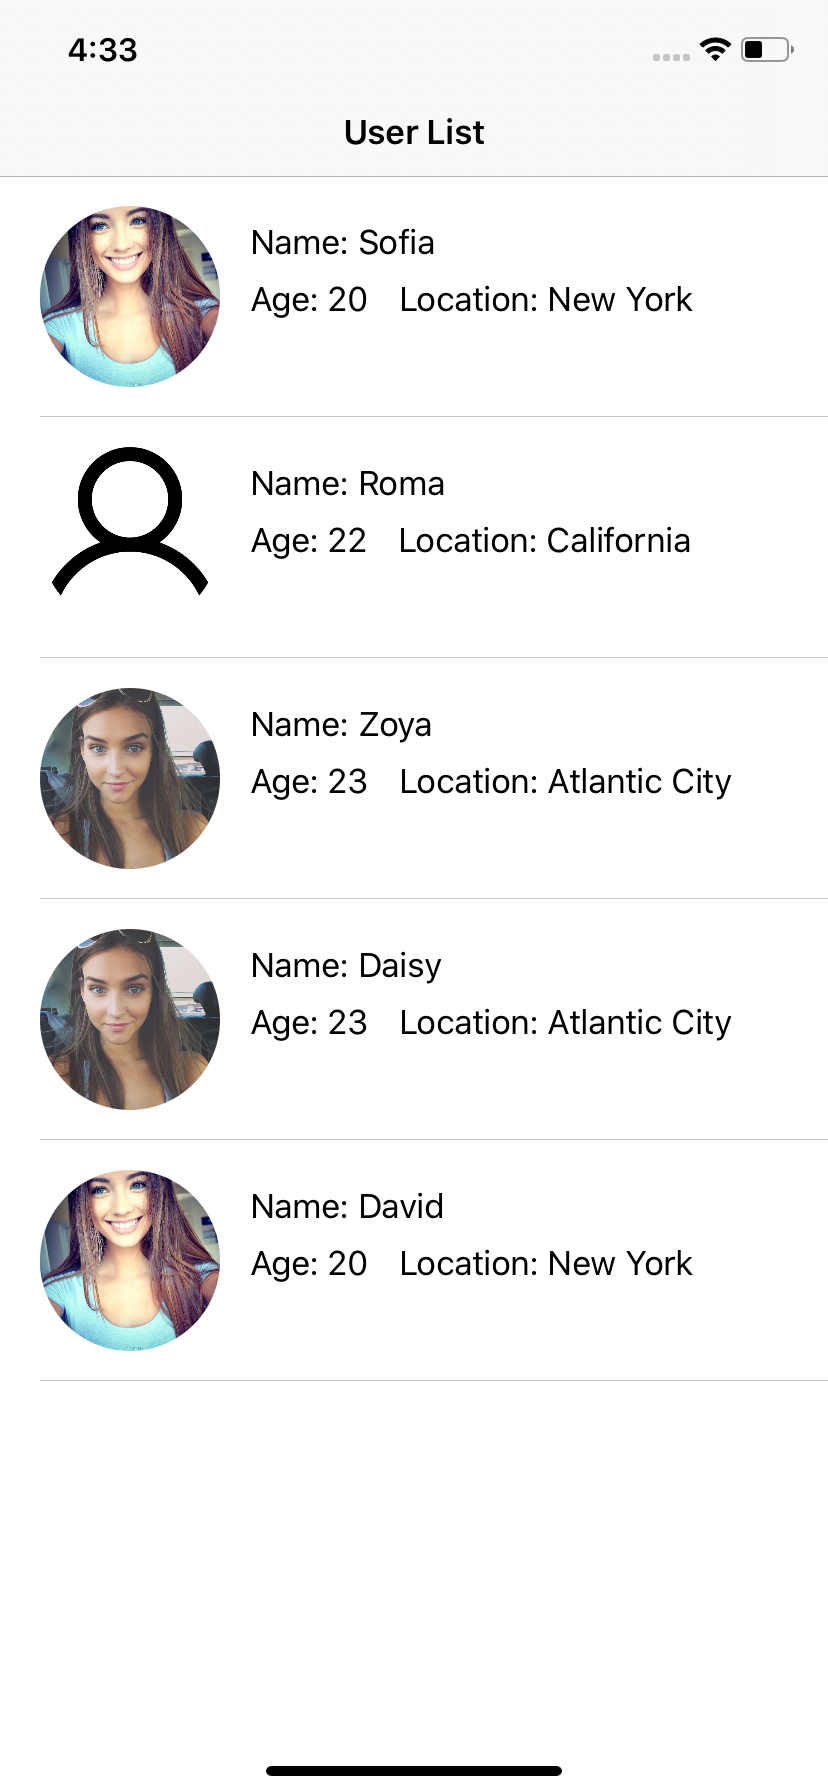 4:33
User List
Name: Sofia
Age: 20 Location: New York
Name: Roma
Age: 22 Location: California
Name: Zoya
Age: 23 Location: Atlantic City
Name: Daisy
Age: 23 Location: Atlantic City
Name: David
Age: 20 Location: New York